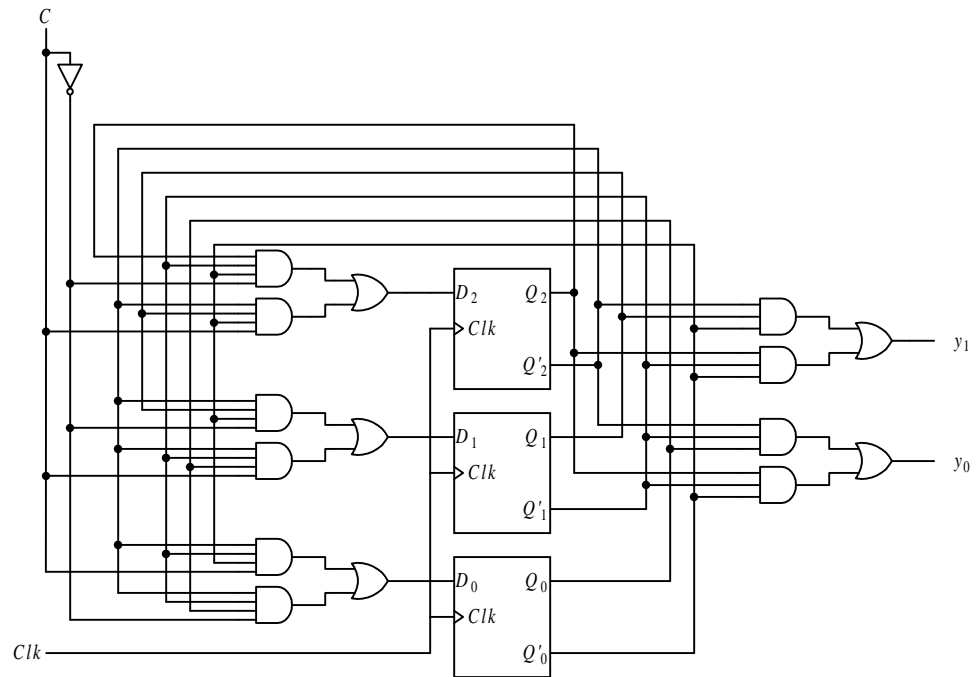 C
D₂ Q₂
Clk
Q'₂
y₁
D₁ Q₁
Clk
Q'₁
y₀
D₀ Q₀
Clk
Q'₀
Clk